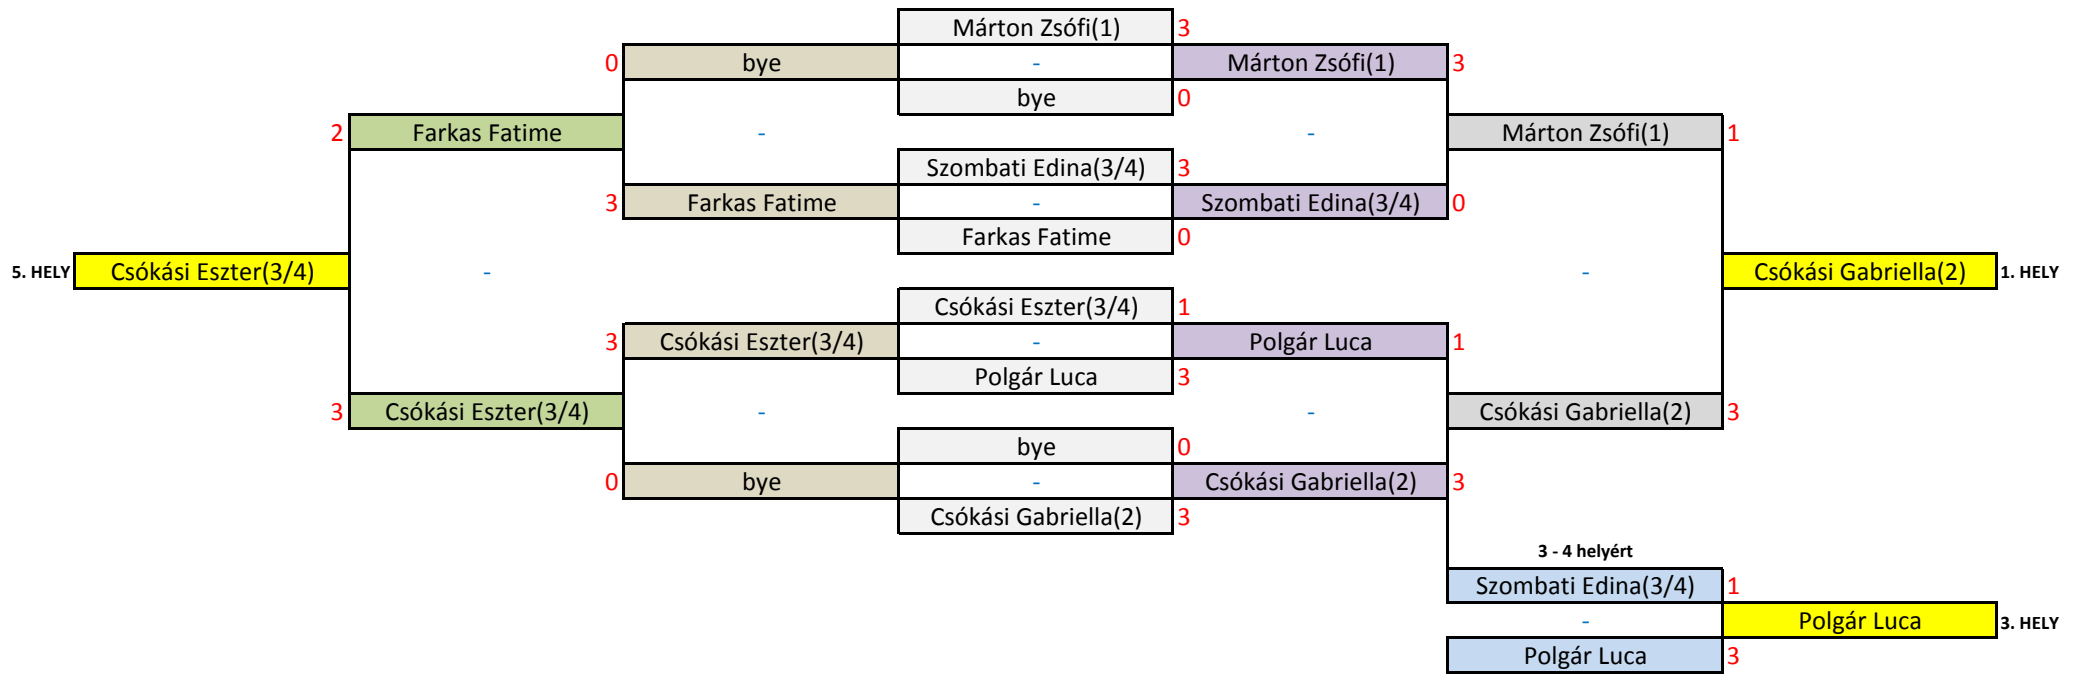 Márton Zsófi(1) 3
0 bye - Márton Zsófi(1) 3
bye 0
2 Farkas Fatime - - Márton Zsófi(1) 1
Szombati Edina(3/4) 3
3 Farkas Fatime - Szombati Edina(3/4) 0
Farkas Fatime 0
5. HELY Csókási Eszter(3/4) - - Csókási Gabriella(2) 1. HELY
Csókási Eszter(3/4) 1
3 Csókási Eszter(3/4) - Polgár Luca 1
Polgár Luca 3
3 Csókási Eszter(3/4) - - Csókási Gabriella(2) 3
bye 0
0 bye - Csókási Gabriella(2) 3
Csókási Gabriella(2) 3
3 - 4 helyért
Szombati Edina(3/4) 1
- Polgár Luca 3. HELY
Polgár Luca 3